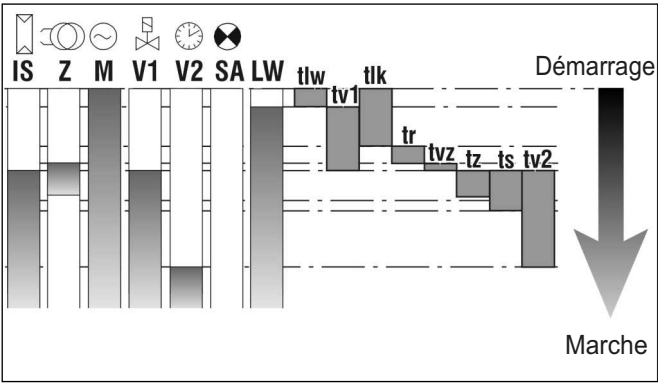 IS Z M V1 V2 SA LW tlw tlk Démarrage
tv1
tr
tvz
tz ts tv2
Marche